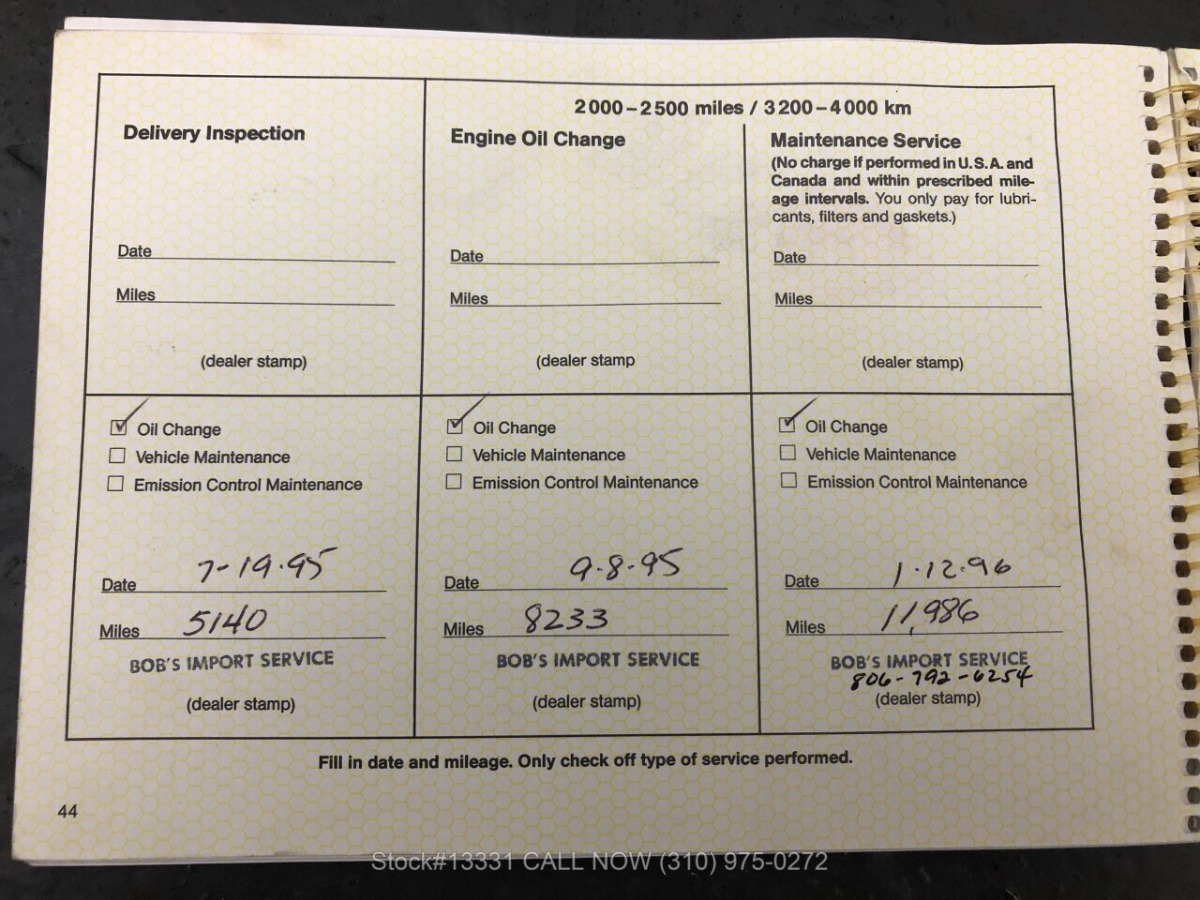 2000–2500 miles / 3200–4000 km
Delivery Inspection
Date
Miles
(dealer stamp)
Engine Oil Change
Date
Miles
(dealer stamp
Maintenance Service
(No charge if performed in U.S.A. and
Canada and within prescribed mile-
age intervals. You only pay for lubri-
cants, filters and gaskets.)
Date
Miles
(dealer stamp)
Oil Change
Vehicle Maintenance
Emission Control Maintenance
Date 7-19-95
Miles 5140
BOB'S IMPORT SERVICE
(dealer stamp)
Oil Change
Vehicle Maintenance
Emission Control Maintenance
Date 9-8-95
Miles 8233
BOB'S IMPORT SERVICE
(dealer stamp)
Oil Change
Vehicle Maintenance
Emission Control Maintenance
Date 1-12-96
Miles 11,986
BOB'S IMPORT SERVICE
806-792-6254
(dealer stamp)
Fill in date and mileage. Only check off type of service performed.
44
Stock#13331 CALL NOW (310) 975-0272